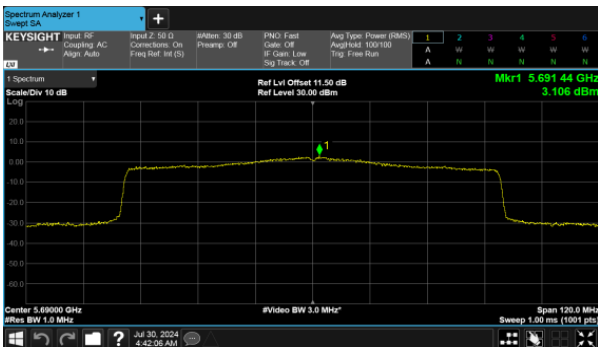 Spectrum Analyzer 1
Swept SA
+
KEYSIGHT Input: RF Input Z: 50 Ω #Atten: 30 dB PNO: Fast Avg Type: Power (RMS) 1 2 3 4 5 6
Coupling: AC Corrections: On Preamp: Off Gate: Off Avg|Hold: 100/100 A W W W W W
Align: Auto Freq Ref: Int (S) IF Gain: Low Trig: Free Run
Sig Track: Off A N N N N N
LXI
1 Spectrum Ref Lvl Offset 11.50 dB Mkr1 5.691 44 GHz
Scale/Div 10 dB Ref Level 30.00 dBm 3.106 dBm
Log
20.0
10.0
1
0.00
-10.0
-20.0
-30.0
-40.0
-50.0
-60.0
Center 5.69000 GHz #Video BW 3.0 MHz* Span 120.0 MHz
#Res BW 1.0 MHz Sweep 1.00 ms (1001 pts)
? Jul 30, 2024
4:42:06 AM